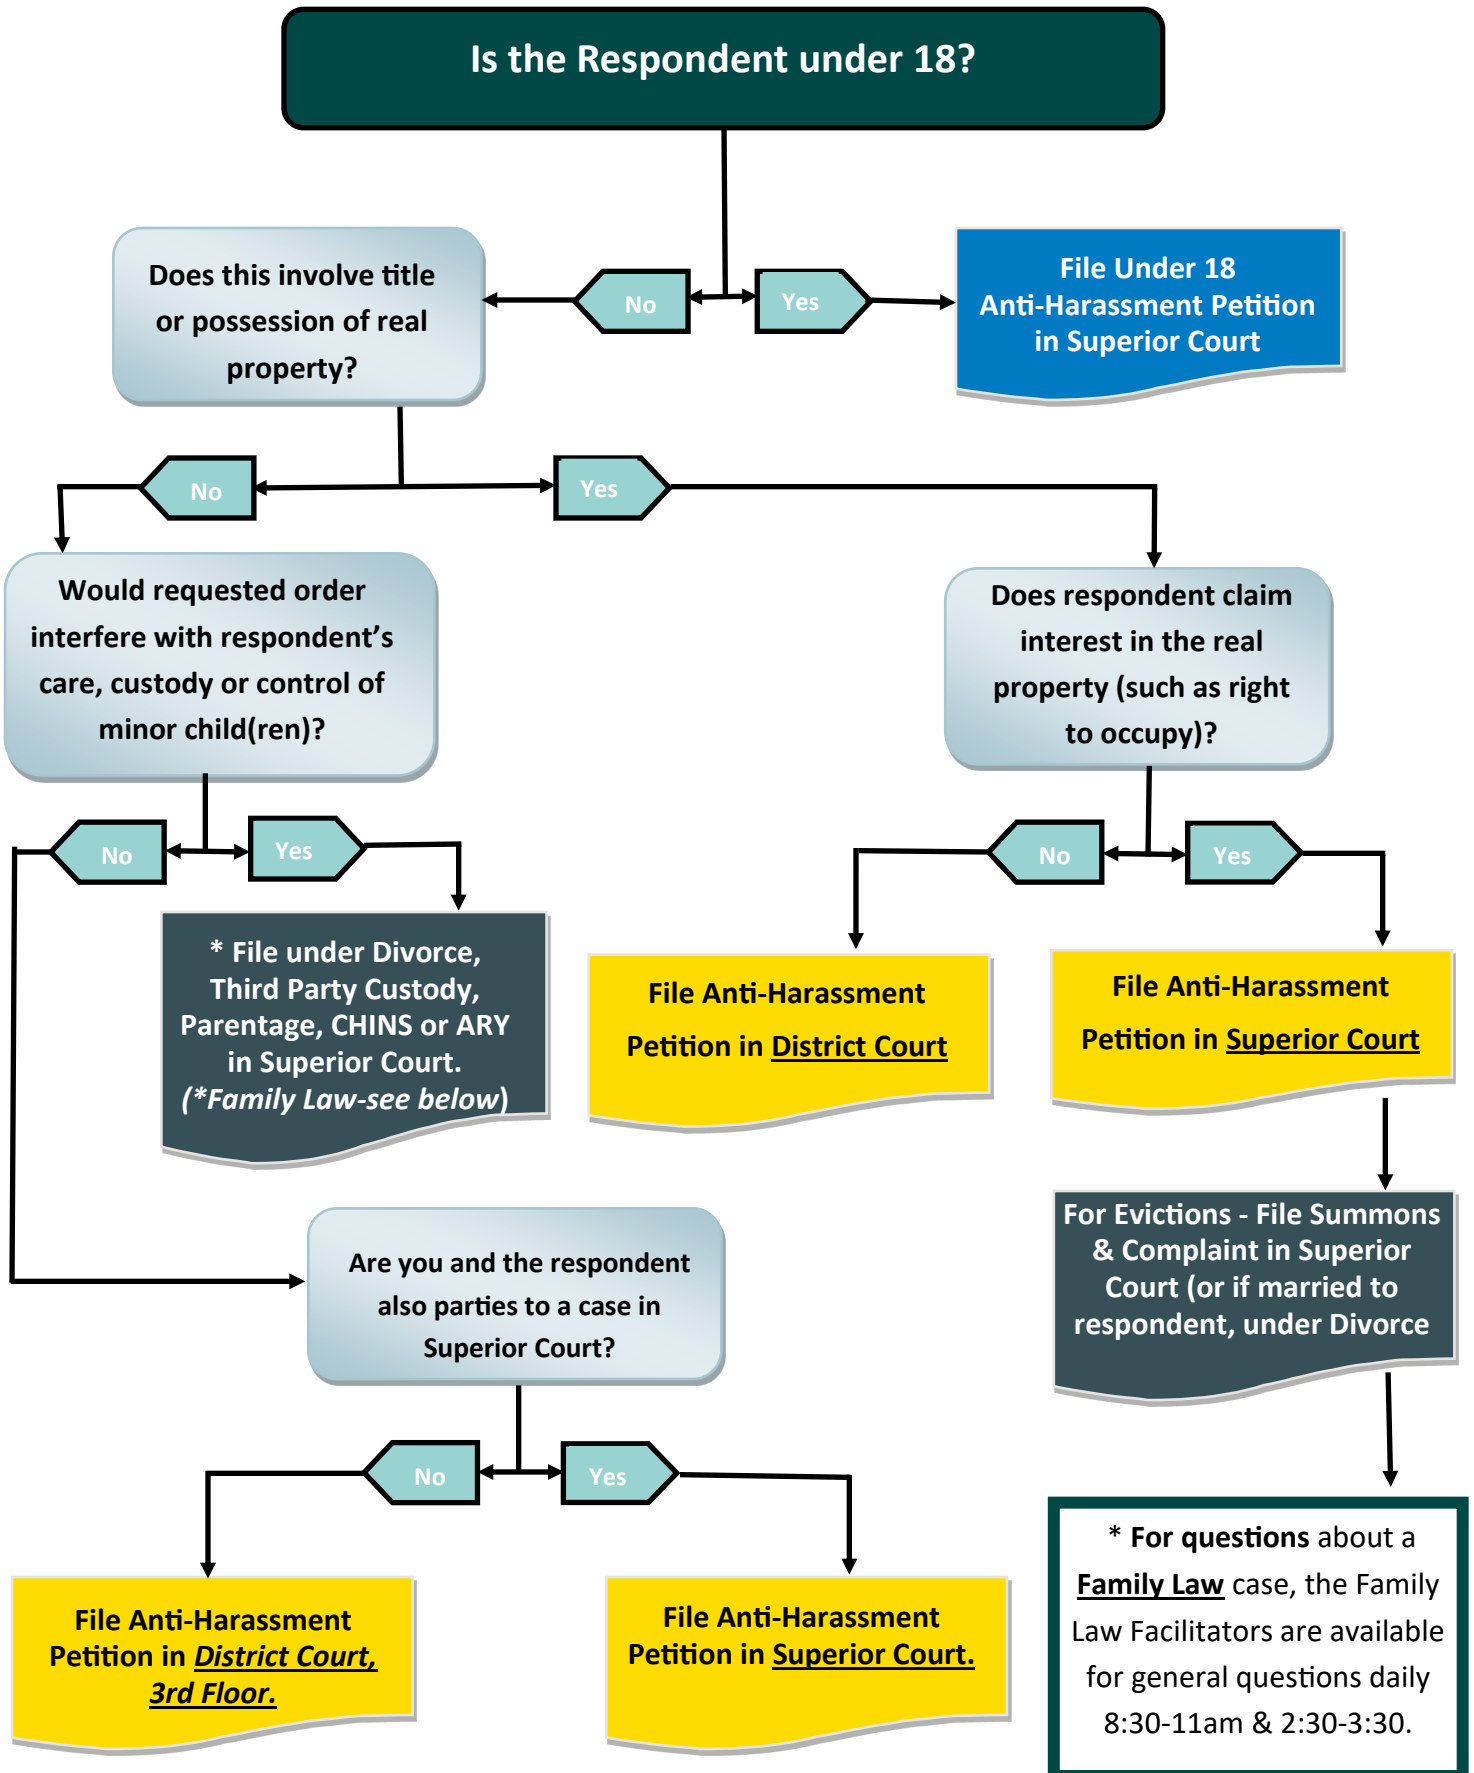 Is the Respondent under 18?
Does this involve title
or possession of real
property?
No
Yes
File Under 18
Anti-Harassment Petition
in Superior Court
No
Yes
Would requested order
interfere with respondent’s
care, custody or control of
minor child(ren)?
Does respondent claim
interest in the real
property (such as right
to occupy)?
No
Yes
No
Yes
* File under Divorce,
Third Party Custody,
Parentage, CHINS or ARY
in Superior Court.
(*Family Law-see below)
File Anti-Harassment
Petition in District Court
File Anti-Harassment
Petition in Superior Court
For Evictions - File Summons
& Complaint in Superior
Court (or if married to
respondent, under Divorce
Are you and the respondent
also parties to a case in
Superior Court?
No
Yes
File Anti-Harassment
Petition in District Court,
3rd Floor.
File Anti-Harassment
Petition in Superior Court.
* For questions about a
Family Law case, the Family
Law Facilitators are available
for general questions daily
8:30-11am & 2:30-3:30.